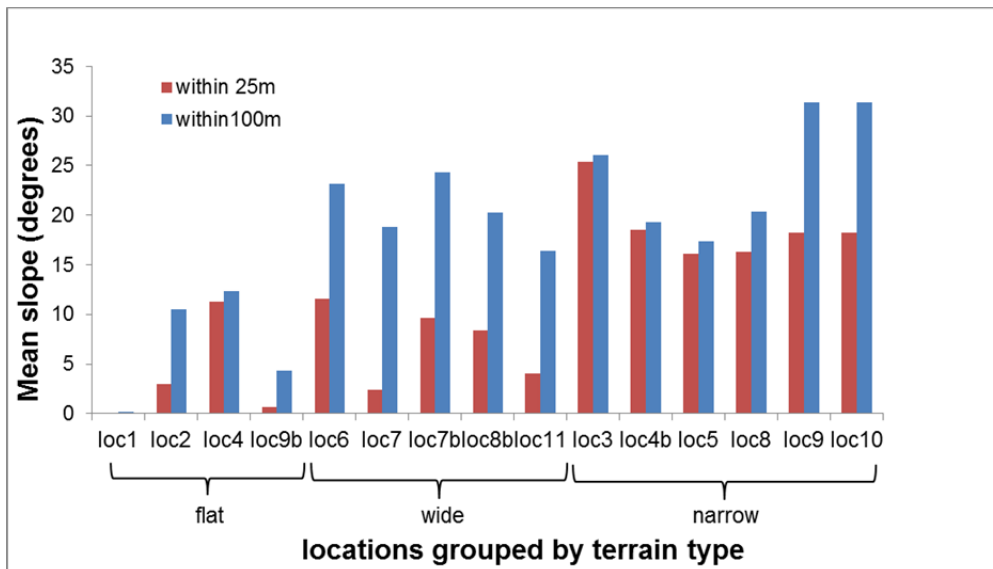 35
30
25
20
15
10
5
0
Mean slope (degrees)
within 25m
within100m
loc1 loc2 loc4 loc9b loc6 loc7 loc7b loc8b loc11 loc3 loc4b loc5 loc8 loc9 loc10
flat wide narrow
locations grouped by terrain type